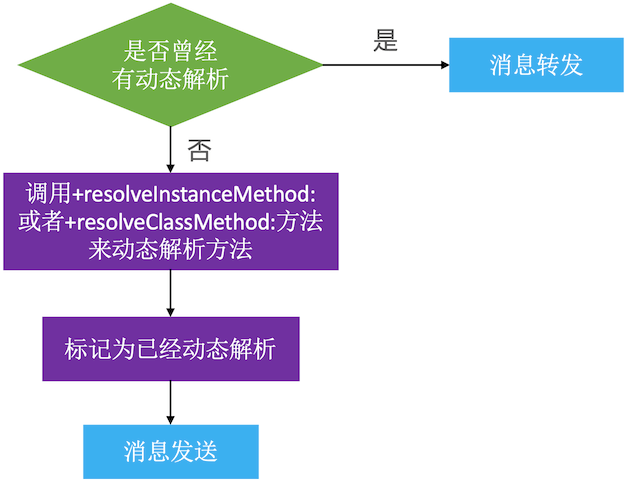 是否曾经
有动态解析
是
消息转发
否
调用+resolveInstanceMethod:
或者+resolveClassMethod:方法
来动态解析方法
标记为已经动态解析
消息发送